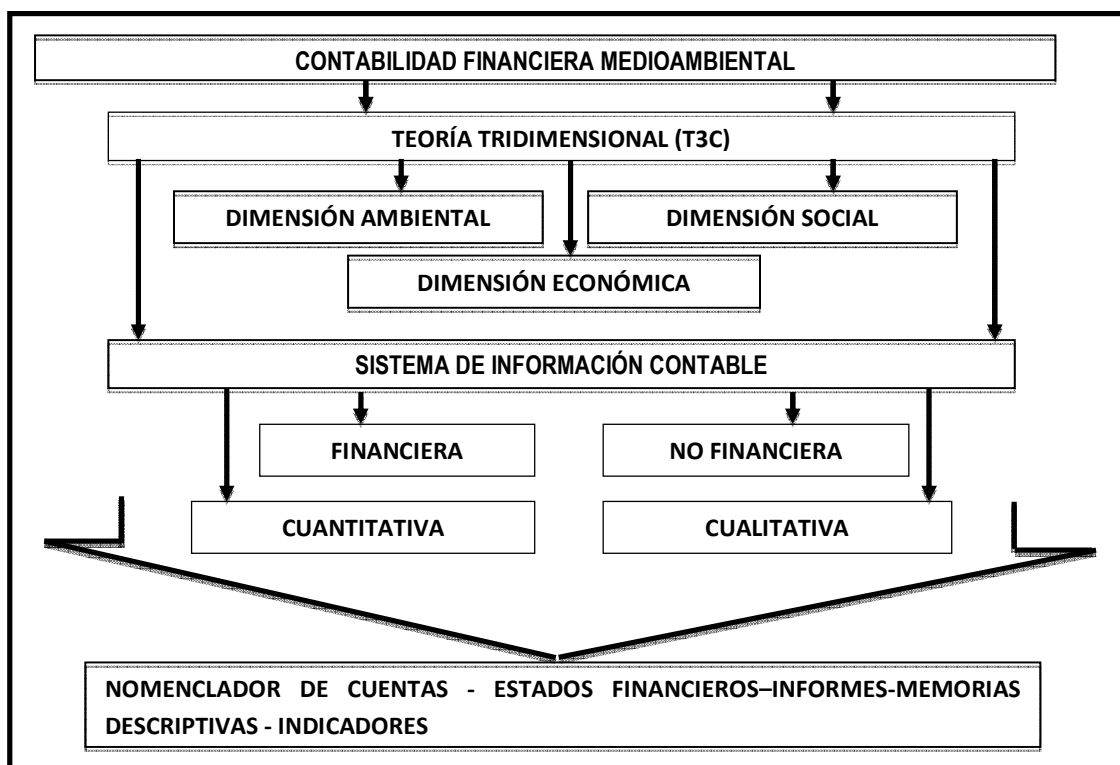 CONTABILIDAD FINANCIERA MEDIOAMBIENTAL
TEORÍA TRIDIMENSIONAL (T3C)
DIMENSIÓN AMBIENTAL
DIMENSIÓN SOCIAL
DIMENSIÓN ECONÓMICA
SISTEMA DE INFORMACIÓN CONTABLE
FINANCIERA
NO FINANCIERA
CUANTITATIVA
CUALITATIVA
NOMENCLADOR DE CUENTAS - ESTADOS FINANCIEROS–INFORMES-MEMORIAS
DESCRIPTIVAS - INDICADORES